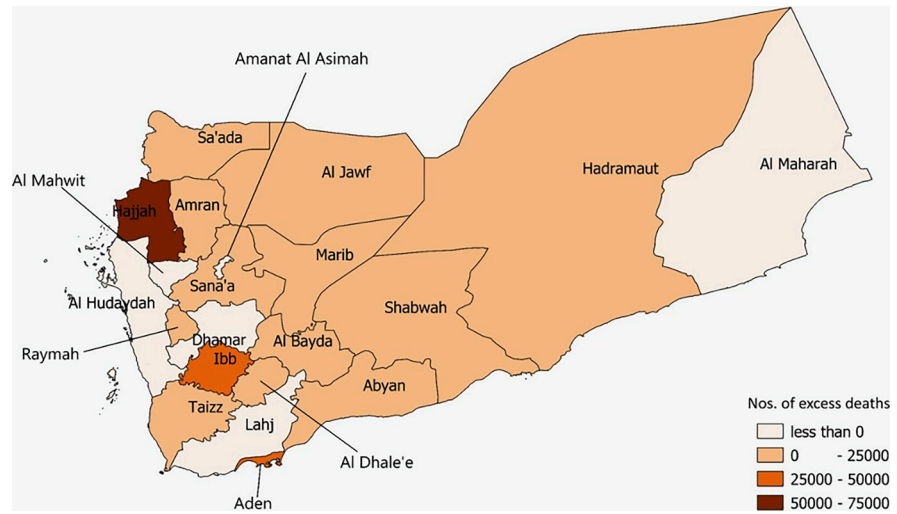 Amanat Al Asimah
Sa'ada
Al Jawf
Hadramaut
Al Maharah
Al Mahwit
Hajjah
Amran
Marib
Sana'a
Al Hudaydah
Shabwah
Dhamar
Al Bayda
Raymah
Ibb
Abyan
Taizz
Lahj
Al Dhale'e
Aden
Nos. of excess deaths
less than 0
0 - 25000
25000 - 50000
50000 - 75000